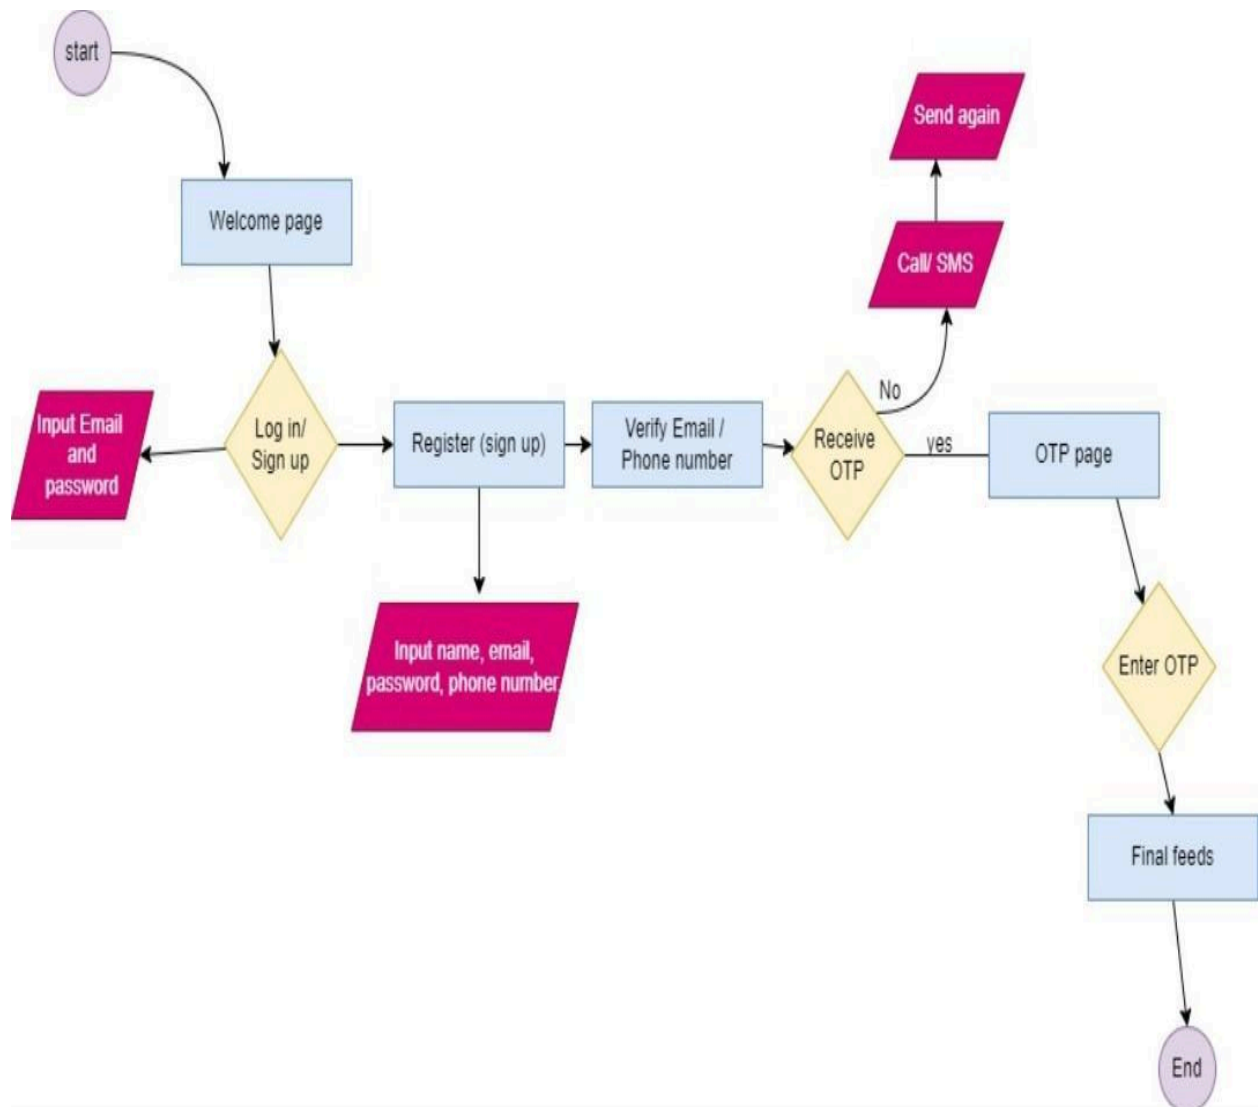 start
Welcome page
Log in/
Sign up
Input Email
and
password
Register (sign up)
Input name, email,
password, phone number.
Verify Email /
Phone number
Receive
OTP
No
Call/ SMS
Send again
yes
OTP page
Enter OTP
Final feeds
End